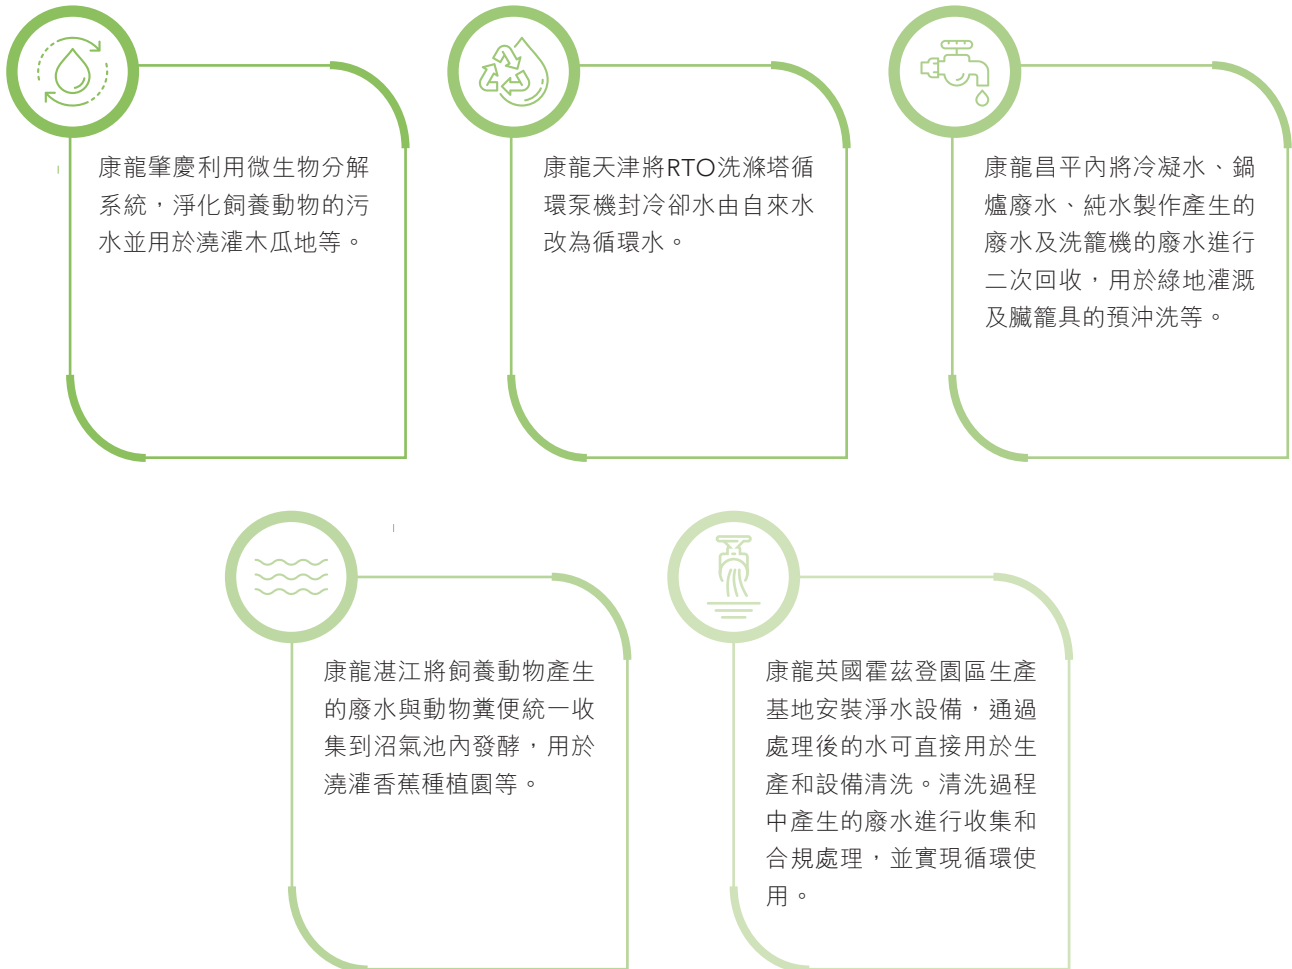 康龍肇慶利用微生物分解
系統，淨化飼養動物的污
水並用於澆灌木瓜地等。
康龍天津將RTO洗滌塔循
環泵機封冷卻水由自來水
改為循環水。
康龍昌平內將冷凝水、鍋
爐廢水、純水製作產生的
廢水及洗籠機的廢水進行
二次回收，用於綠地灌溉
及臟籠具的預沖洗等。
康龍湛江將飼養動物產生
的廢水與動物糞便統一收
集到沼氣池內發酵，用於
澆灌香蕉種植園等。
康龍英國霍茲登園區生產
基地安裝淨水設備，通過
處理後的水可直接用於生
產和設備清洗。清洗過程
中產生的廢水進行收集和
合規處理，並實現循環使
用。